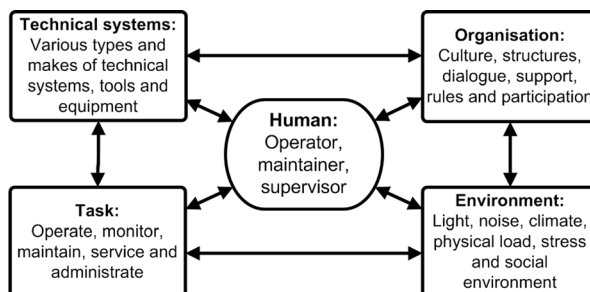 Technical systems:
Various types and
makes of technical
systems, tools and
equipment
Organisation:
Culture, structures,
dialogue, support,
rules and participation
Human:
Operator,
maintainer,
supervisor
Task:
Operate, monitor,
maintain, service and
administrate
Environment:
Light, noise, climate,
physical load, stress
and social
environment